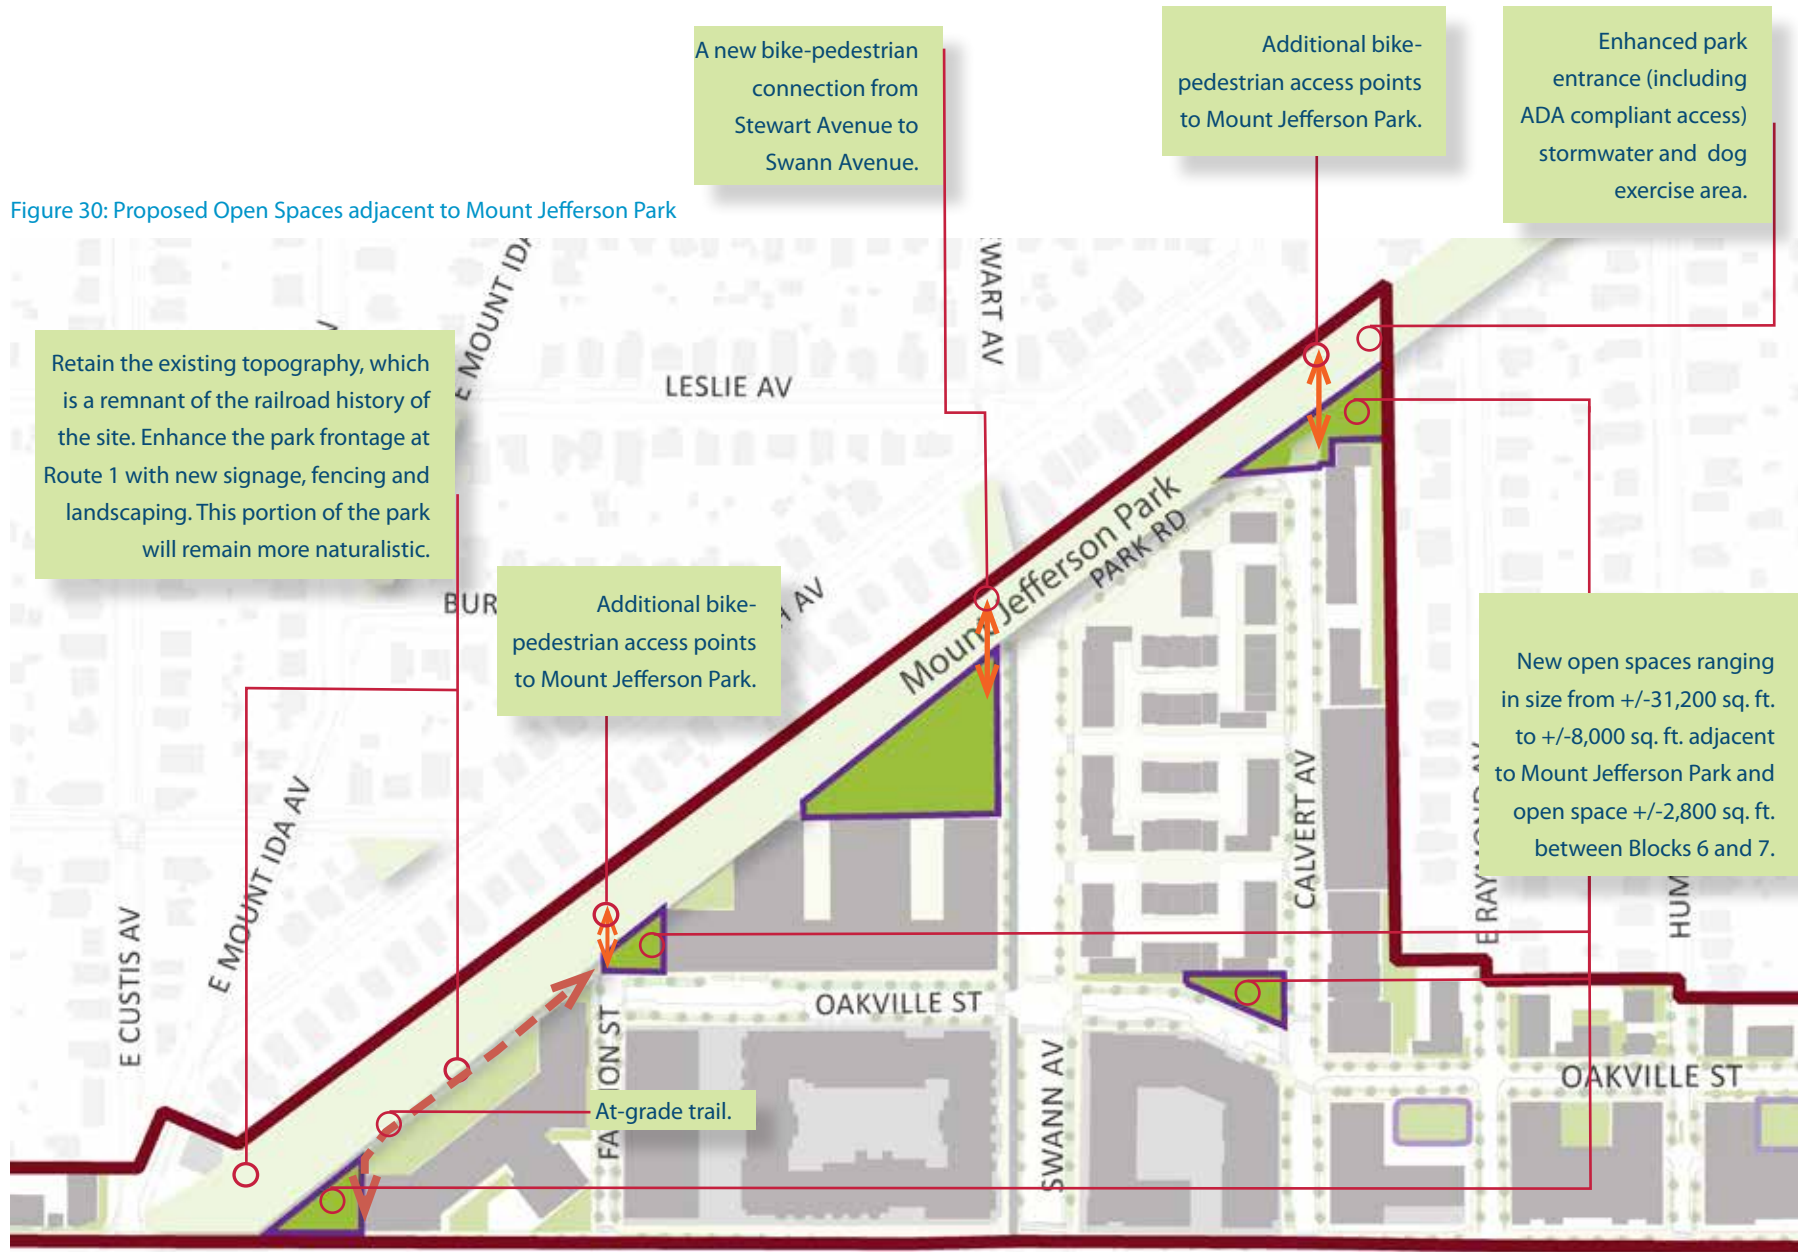 A new bike-pedestrian
connection from
Stewart Avenue to
Swann Avenue.
Additional bike-
pedestrian access points
to Mount Jefferson Park.
Enhanced park
entrance (including
ADA compliant access)
stormwater and dog
exercise area.
Figure 30: Proposed Open Spaces adjacent to Mount Jefferson Park
E MOUNT IDA
WART AV
Retain the existing topography, which
is a remnant of the railroad history of
the site. Enhance the park frontage at
Route 1 with new signage, fencing and
landscaping. This portion of the park
will remain more naturalistic.
LESLIE AV
Mount Jefferson Park
PARK RD
BUR
AV
Additional bike-
pedestrian access points
to Mount Jefferson Park.
New open spaces ranging
in size from +/-31,200 sq. ft.
to +/-8,000 sq. ft. adjacent
to Mount Jefferson Park and
open space +/-2,800 sq. ft.
between Blocks 6 and 7.
E CUSTIS AV
E MOUNT IDA AV
CALVERT AV
E RAYMOND AV
HUM
OAKVILLE ST
SWANN AV
OAKVILLE ST
FA
ION ST
At-grade trail.